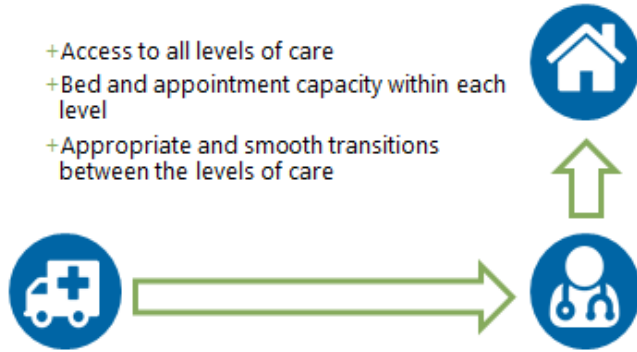 +Access to all levels of care
+Bed and appointment capacity within each
level
+Appropriate and smooth transitions
between the levels of care